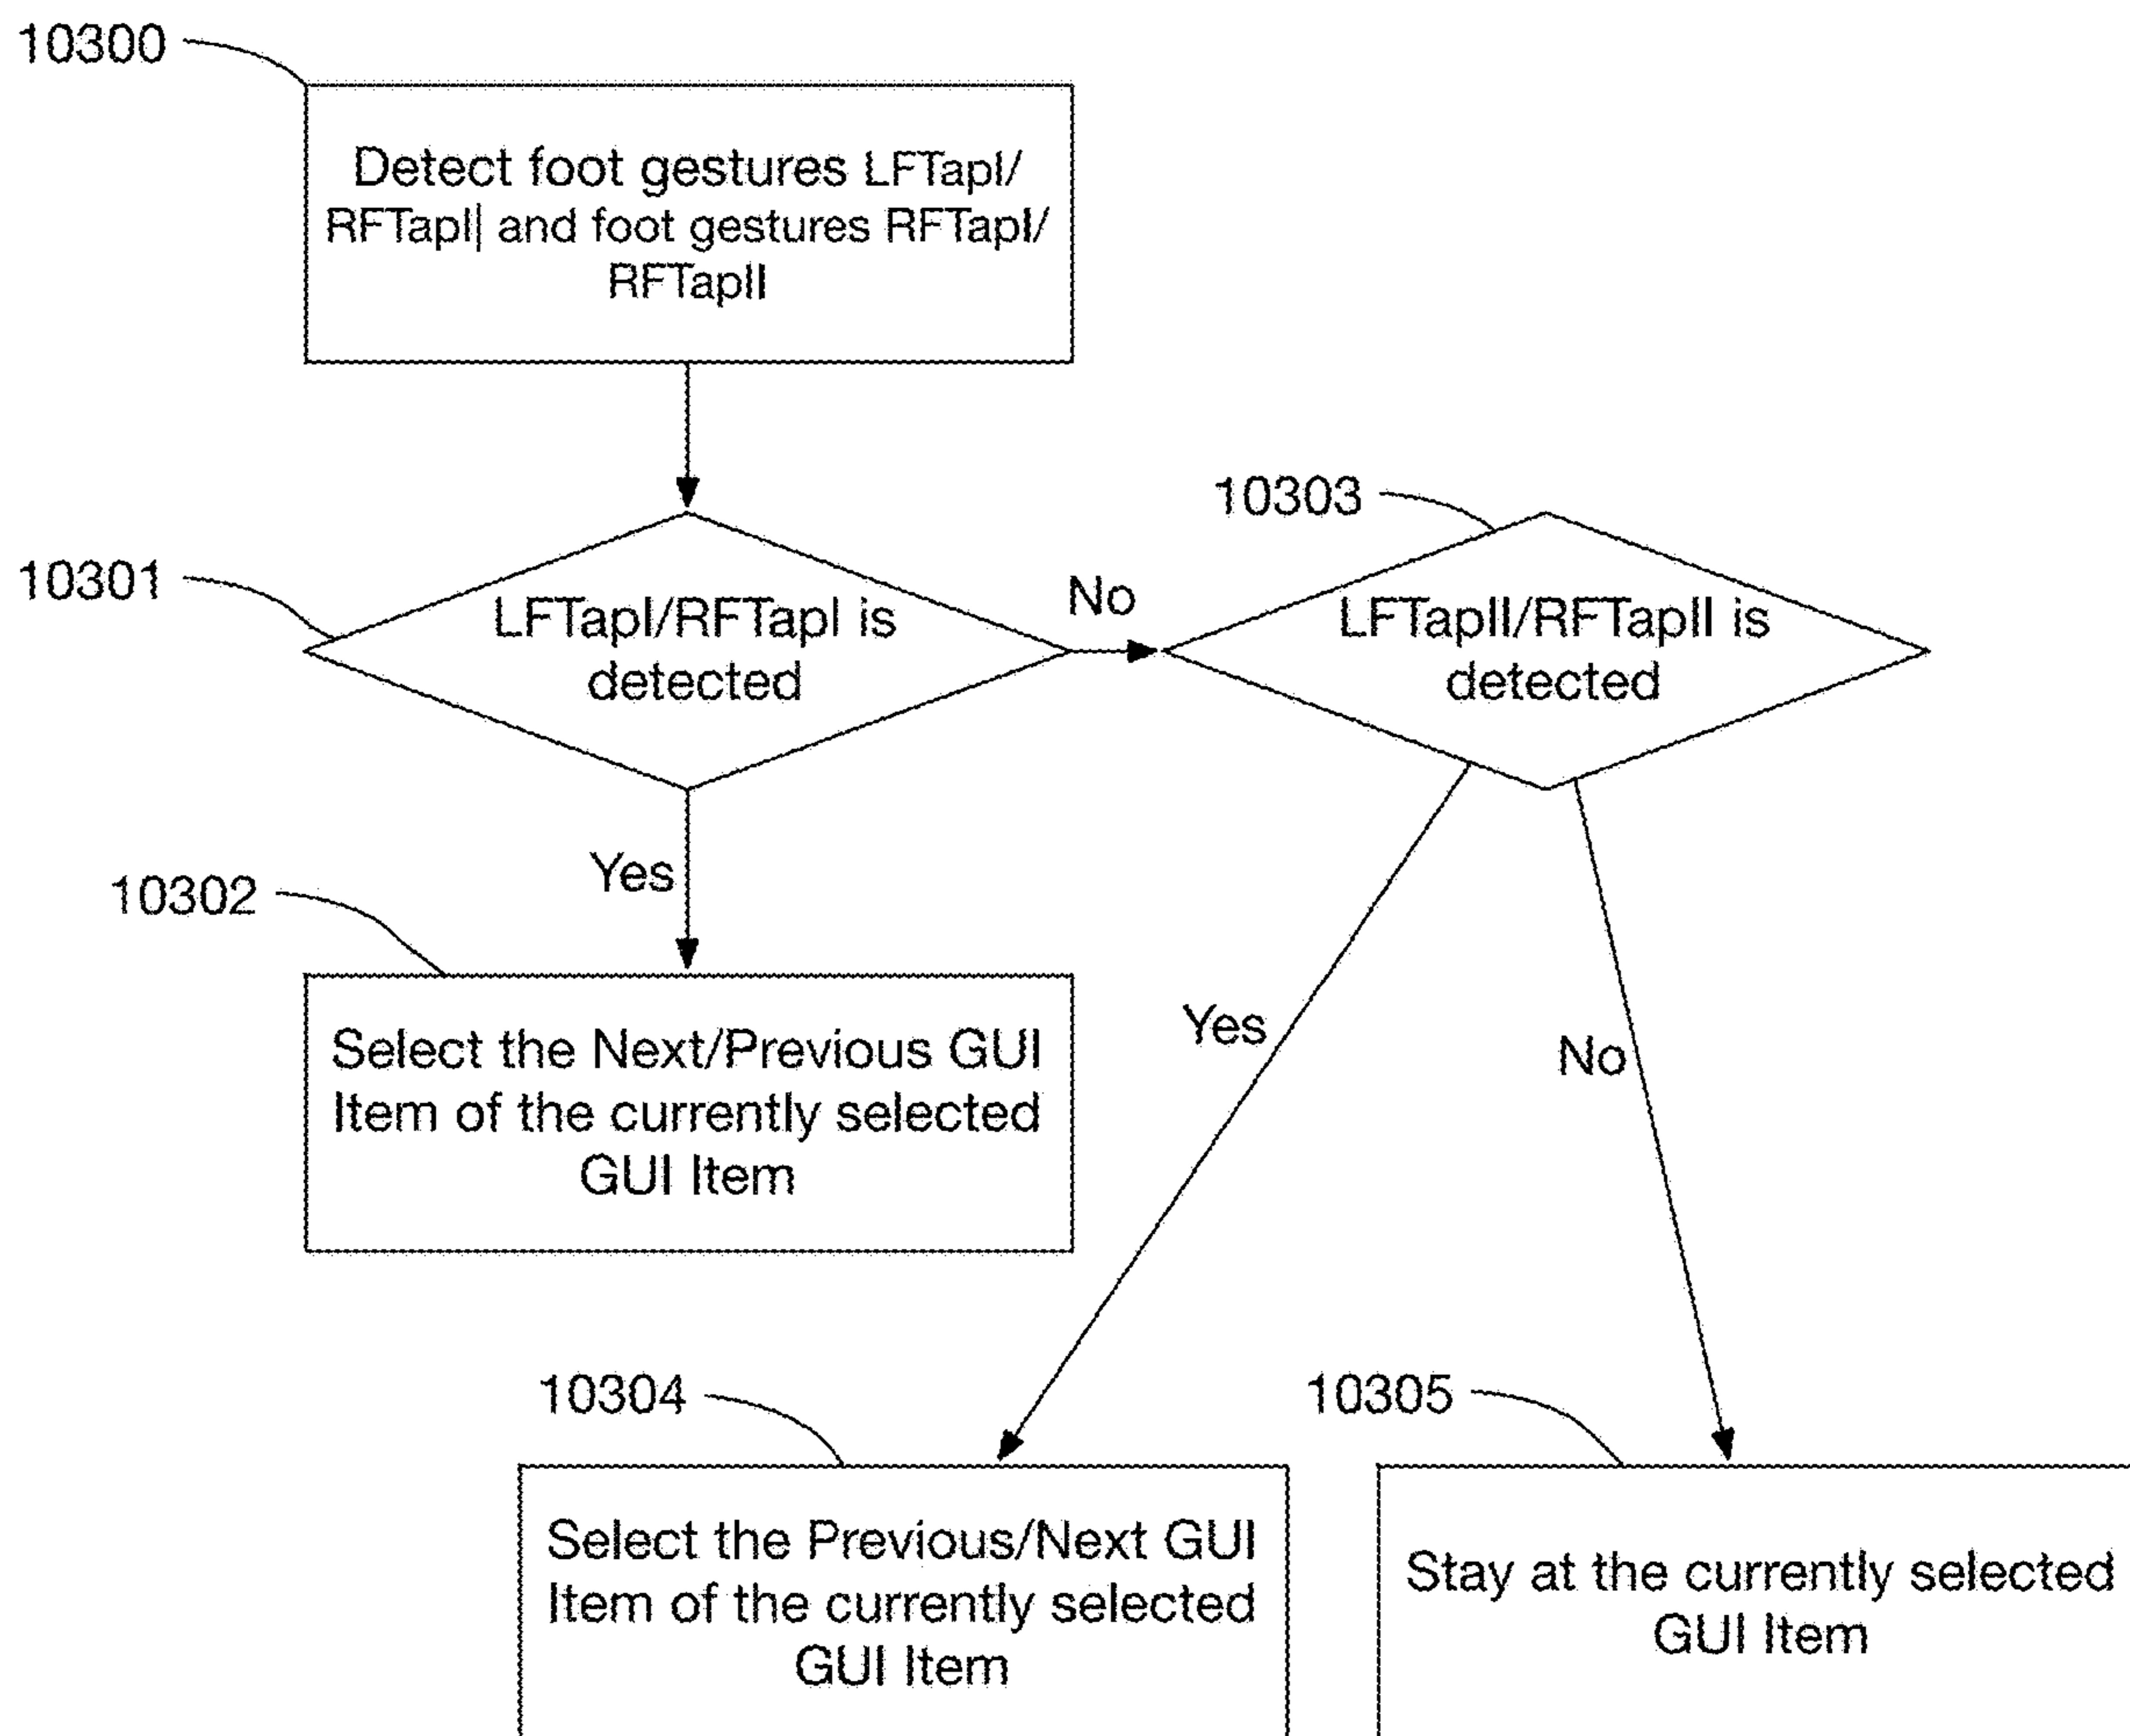 10300
Detect foot gestures LFTapI/
RFTapI| and foot gestures RFTapI/
RFTapII
10301
LFTapI/RFTapI is
detected
No
10303
LFTapII/RFTapII is
detected
Yes
10302
Select the Next/Previous GUI
Item of the currently selected
GUI Item
Yes
No
10304
Select the Previous/Next GUI
Item of the currently selected
GUI Item
10305
Stay at the currently selected
GUI Item